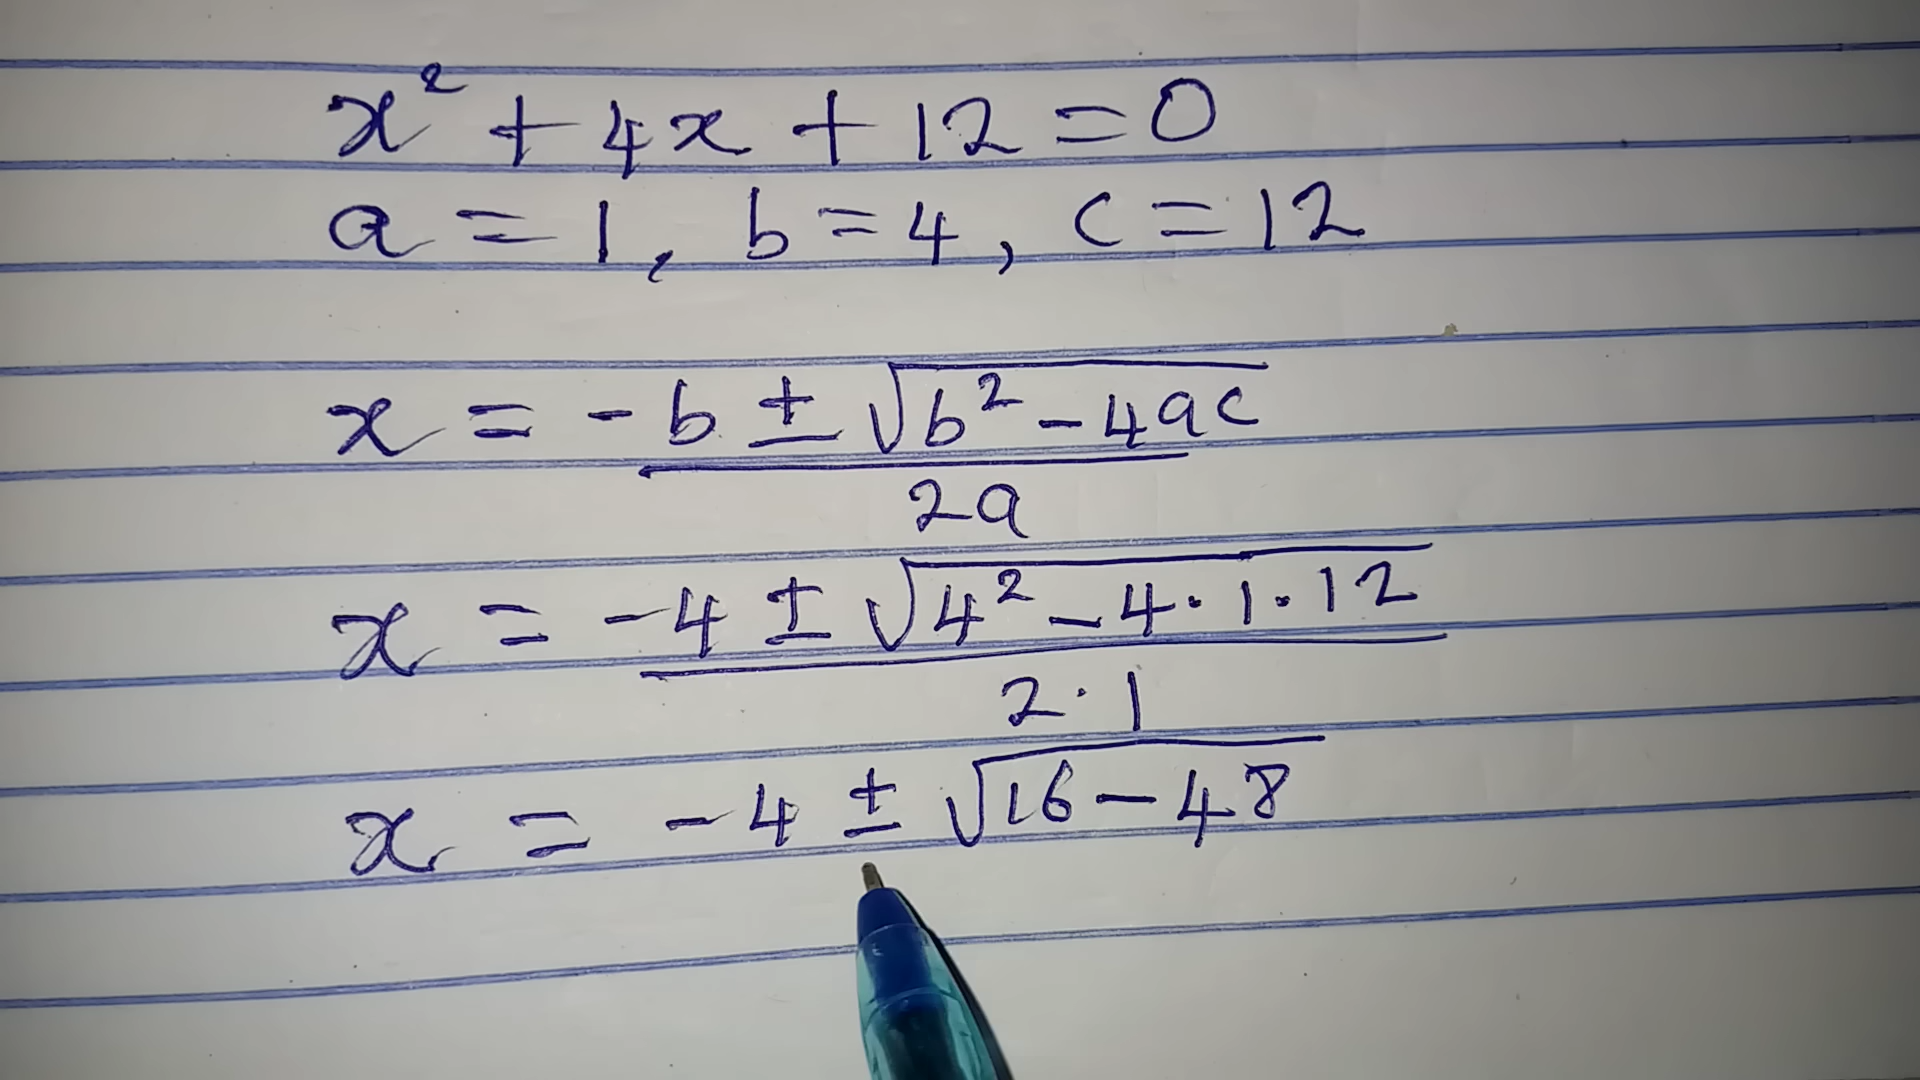 x² + 4x + 12 = 0
a = 1, b = 4, c = 12
x = -b ± √b² - 4ac
2a
x = -4 ± √4² - 4·1·12
2·1
x = -4 ± √16 - 48